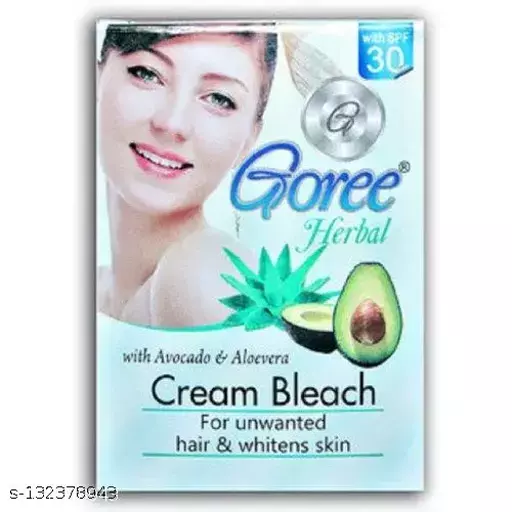 with SPF
30
G
Goree®
Herbal
with Avocado & Aloevera
Cream Bleach
For unwanted
hair & whitens skin
s-132378943